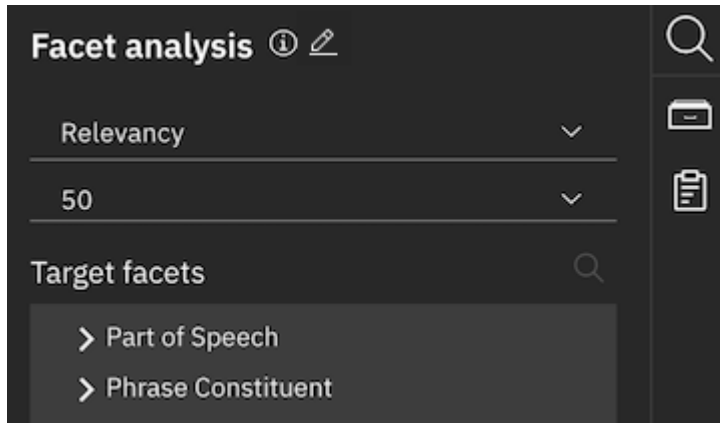 Facet analysis
Relevancy
50
Target facets
Part of Speech
Phrase Constituent